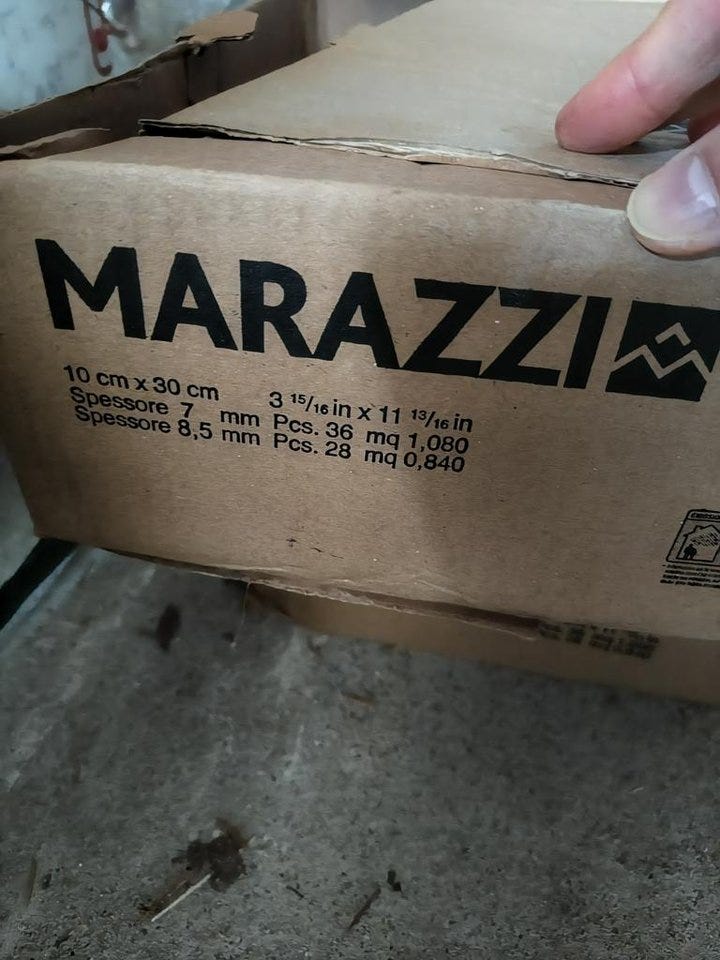 MARAZZI
10 cm x 30 cm 3 15/16 in x 11 13/16 in
Spessore 7 mm Pcs. 36 mq 1,080
Spessore 8,5 mm Pcs. 28 mq 0,840